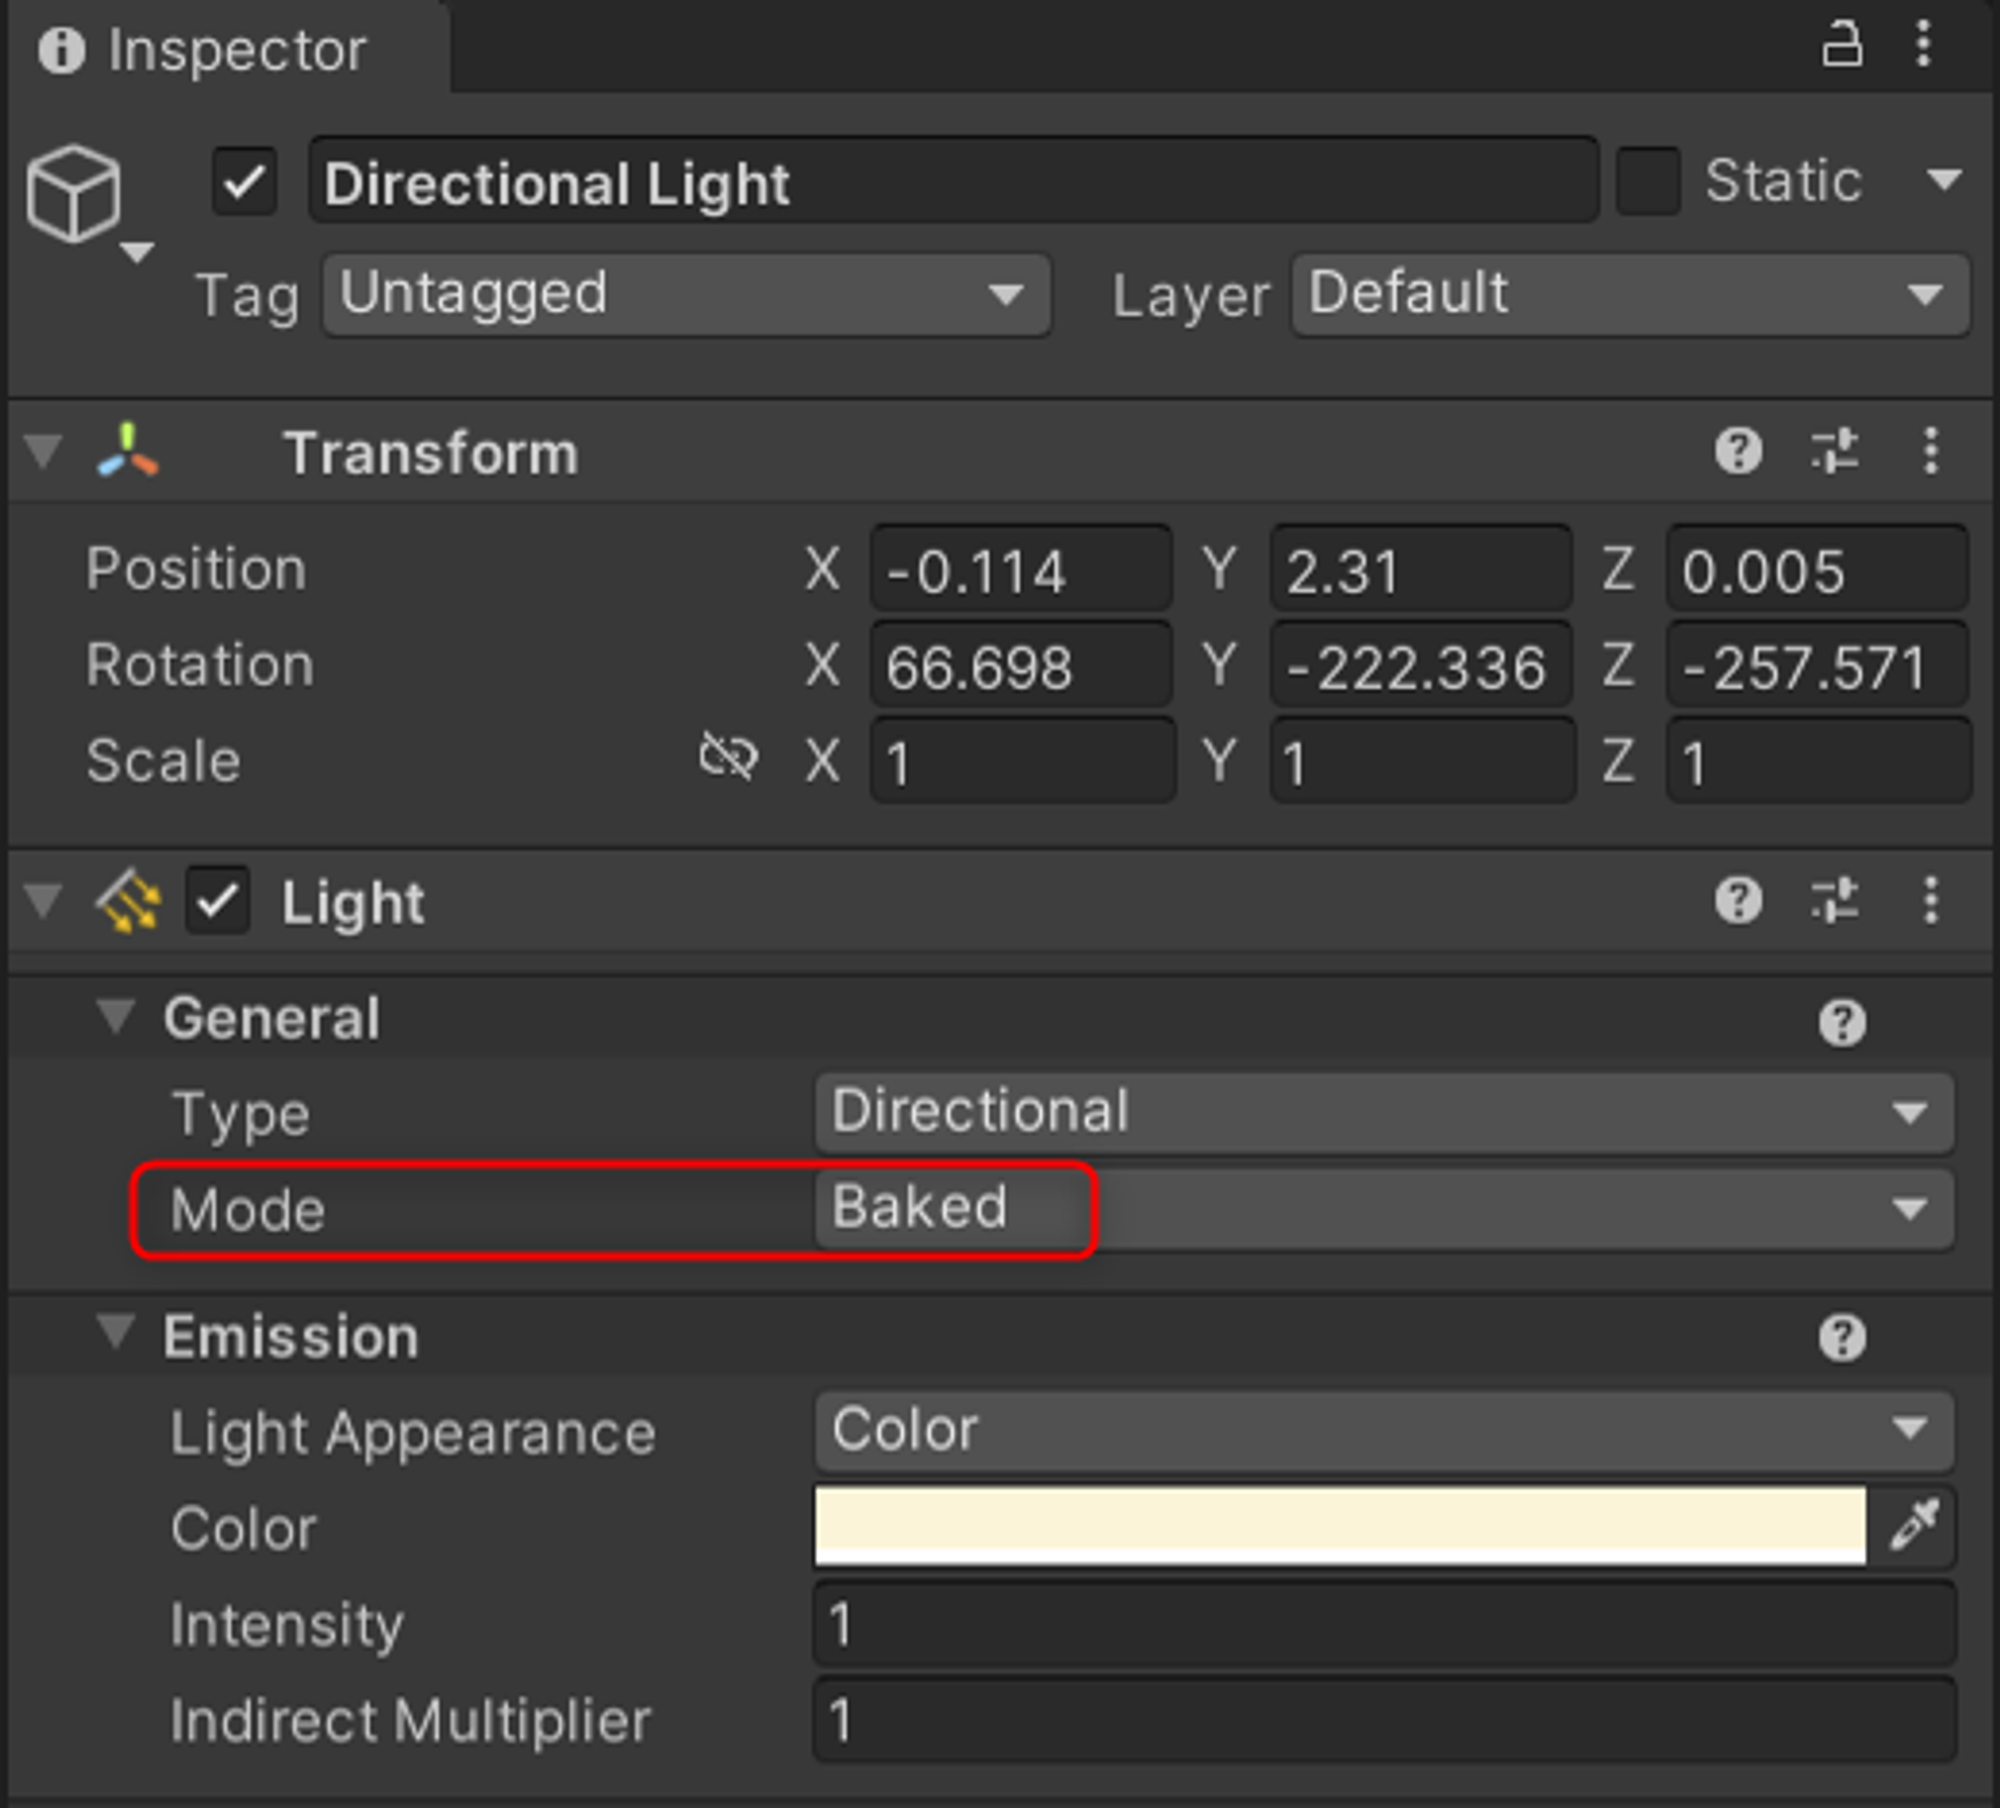 Inspector
Directional Light Static
Tag Untagged Layer Default
Transform
Position X -0.114 Y 2.31 Z 0.005
Rotation X 66.698 Y -222.336 Z -257.571
Scale X 1 Y 1 Z 1
Light
General
Type Directional
Mode Baked
Emission
Light Appearance Color
Color
Intensity 1
Indirect Multiplier 1